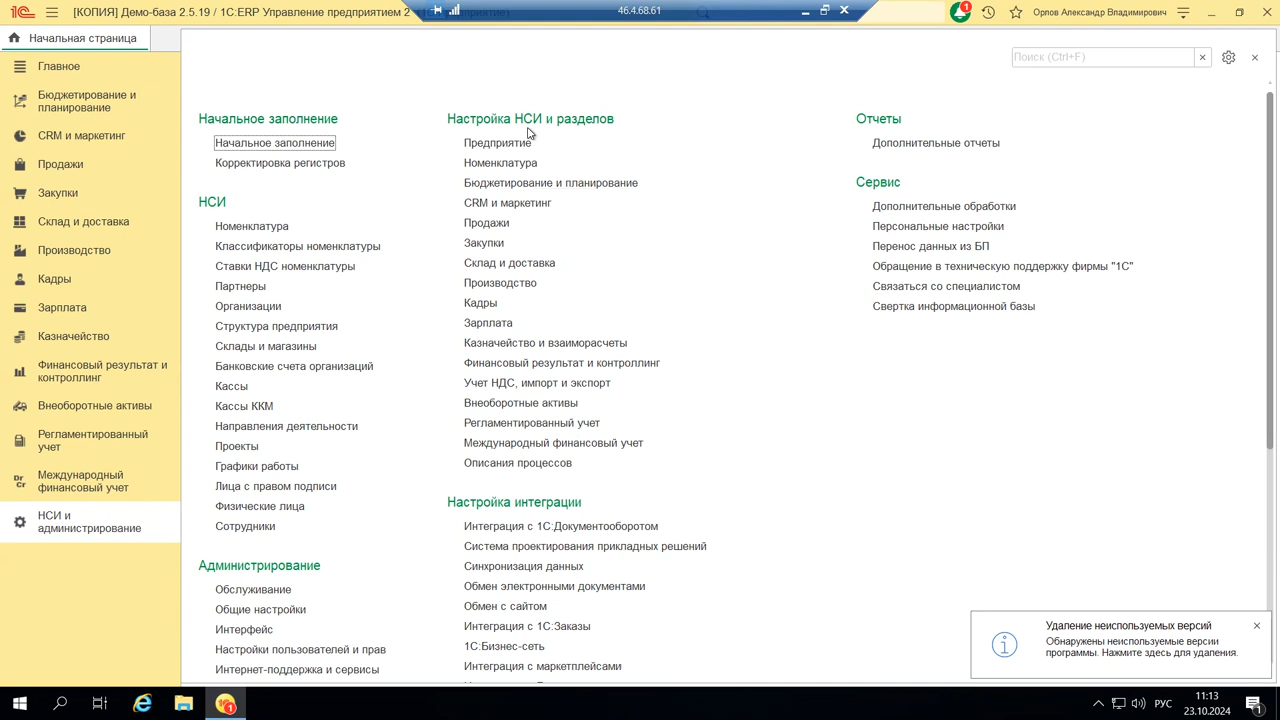 [КОПИЯ] Демо-база 2.5.19 / 1С:ERP Управление предприятием 2
46.4.68.61
1
Орлов Александр Владимирович
Начальная страница
Поиск (Ctrl+F)
Главное
Бюджетирование и
планирование
CRM и маркетинг
Продажи
Закупки
Склад и доставка
Производство
Кадры
Зарплата
Казначейство
Финансовый результат и
контроллинг
Внеоборотные активы
Регламентированный
учет
Международный
финансовый учет
НСИ и
администрирование
Начальное заполнение
Начальное заполнение
Корректировка регистров
НСИ
Номенклатура
Классификаторы номенклатуры
Ставки НДС номенклатуры
Партнеры
Организации
Структура предприятия
Склады и магазины
Банковские счета организаций
Кассы
Кассы ККМ
Направления деятельности
Проекты
Графики работы
Лица с правом подписи
Физические лица
Сотрудники
Администрирование
Обслуживание
Общие настройки
Интерфейс
Настройки пользователей и прав
Интернет-поддержка и сервисы
Настройка НСИ и разделов
Предприятие
Номенклатура
Бюджетирование и планирование
CRM и маркетинг
Продажи
Закупки
Склад и доставка
Производство
Кадры
Зарплата
Казначейство и взаиморасчеты
Финансовый результат и контроллинг
Учет НДС, импорт и экспорт
Внеоборотные активы
Регламентированный учет
Международный финансовый учет
Описания процессов
Настройка интеграции
Интеграция с 1С:Документооборотом
Система проектирования прикладных решений
Синхронизация данных
Обмен электронными документами
Обмен с сайтом
Интеграция с 1С:Заказы
1С:Бизнес-сеть
Интеграция с маркетплейсами
Отчеты
Дополнительные отчеты
Сервис
Дополнительные обработки
Персональные настройки
Перенос данных из БП
Обращение в техническую поддержку фирмы "1С"
Связаться со специалистом
Свертка информационной базы
Удаление неиспользуемых версий
Обнаружены неиспользуемые версии
программы. Нажмите здесь для удаления.
РУС
11:13
23.10.2024
1